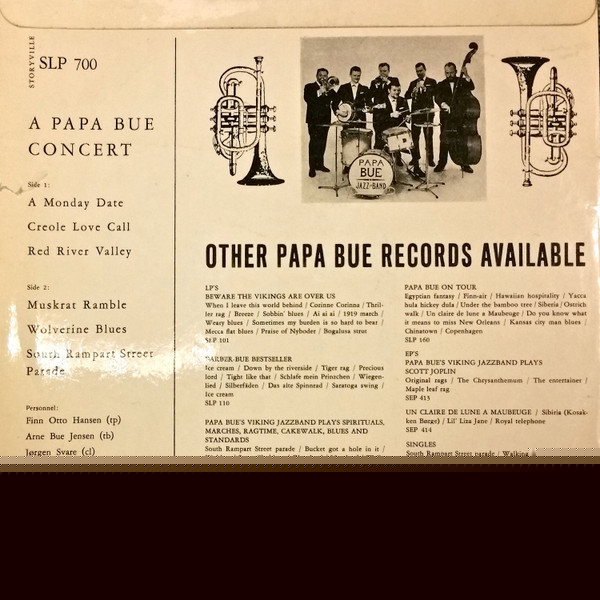 STORYVILLE
SLP 700
A PAPA BUE
CONCERT
Side 1:
A Monday Date
Creole Love Call
Red River Valley
Side 2:
Muskrat Ramble
Wolverine Blues
South Rampart Street
Parade
Personnel:
Finn Otto Hansen (tp)
Arne Bue Jensen (tb)
Jørgen Svare (cl)
PAPA
BUE
JAZZ-BAND
OTHER PAPA BUE RECORDS AVAILABLE
LP'S
BEWARE THE VIKINGS ARE OVER US
When I leave this world behind / Corinne Corinna / Thril-
ler rag / Breeze / Sobbin' blues / Ai ai ai / 1919 march /
Weary blues / Sometimes my burden is so hard to bear /
Mecca flat blues / Praise of Nyboder / Bogalusa strut
SLP 101
BARBER-BUE BESTSELLER
Ice cream / Down by the riverside / Tiger rag / Precious
lord / Tight like that / Schlafe mein Prinzchen / Wiegen-
lied / Silberfäden / Das alte Spinnrad / Saratoga swing /
Ice cream
SLP 110
PAPA BUE'S VIKING JAZZBAND PLAYS SPIRITUALS,
MARCHES, RAGTIME, CAKEWALK, BLUES AND
STANDARDS
South Rampart Street parade / Bucket got a hole in it /
PAPA BUE ON TOUR
Egyptian fantasy / Finn-air / Hawaiian hospitality / Yacca
hula hickey dula / Under the bamboo tree / Siberia / Ostrich
walk / Un claire de lune a Maubeuge / Do you know what
it means to miss New Orleans / Kansas city man blues /
Chinatown / Copenhagen
SLP 160
EP'S
PAPA BUE'S VIKING JAZZBAND PLAYS
SCOTT JOPLIN
Original rags / The Chrysanthemum / The entertainer /
Maple leaf rag
SEP 413
UN CLAIRE DE LUNE A MAUBEUGE / Sibiria (Kosak-
ken Børge) / Lil' Liza Jane / Royal telephone
SEP 414
SINGLES
South Rampart Street parade / Walking